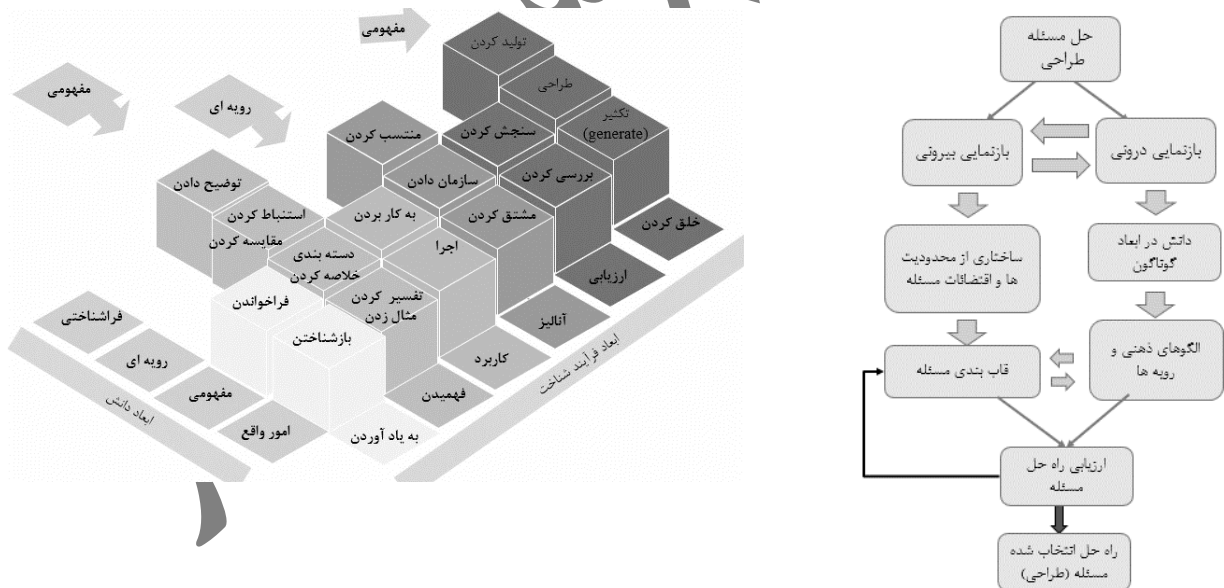 مفهومی
تولید کردن
مفهومی
رویه ای
طراحی
تکثیر
(generate)
منتسب کردن
سنجش کردن
توضیح دادن
سازمان دادن
بررسی کردن
استنباط کردن
به کار بردن
مشتق کردن
خلق کردن
مقایسه کردن
دسته بندی
اجرا
ارزیابی
خلاصه کردن
فراخواندن
تفسیر کردن
مثال زدن
فراشناختی
بازشناختن
آنالیز
رویه ای
کاربرد
مفهومی
فهمیدن
امور واقع
به یاد آوردن
ابعاد دانش
ابعاد فرآیند شناخت
حل مسئله
طراحی
بازنمایی درونی
بازنمایی بیرونی
دانش در ابعاد
گوناگون
ساختاری از محدودیت
ها و اقتضائات مسئله
الگوهای ذهنی و
رویه ها
قاب بندی مسئله
ارزیابی راه حل
مسئله
راه حل انتخاب شده
مسئله (طراحی)